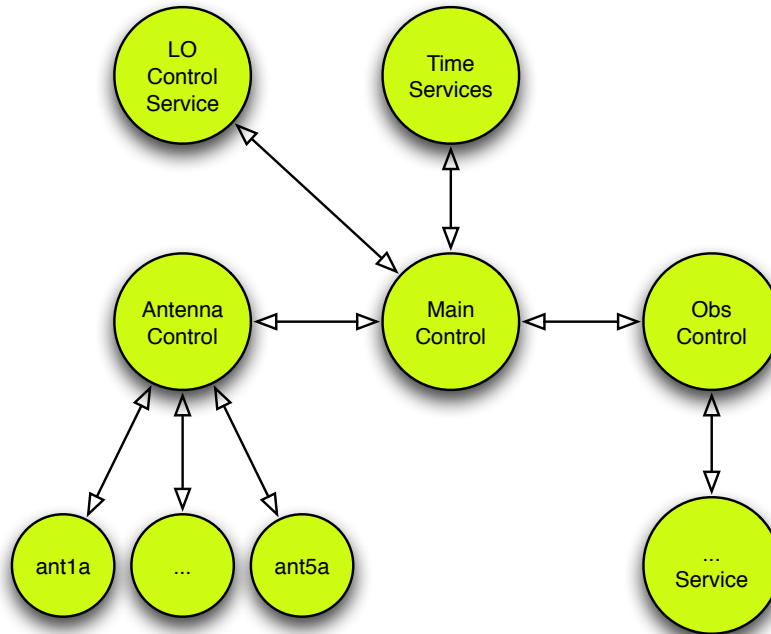 LO
Control
Service
Time
Services
Antenna
Control
Main
Control
Obs
Control
ant1a
...
ant5a
...
Service